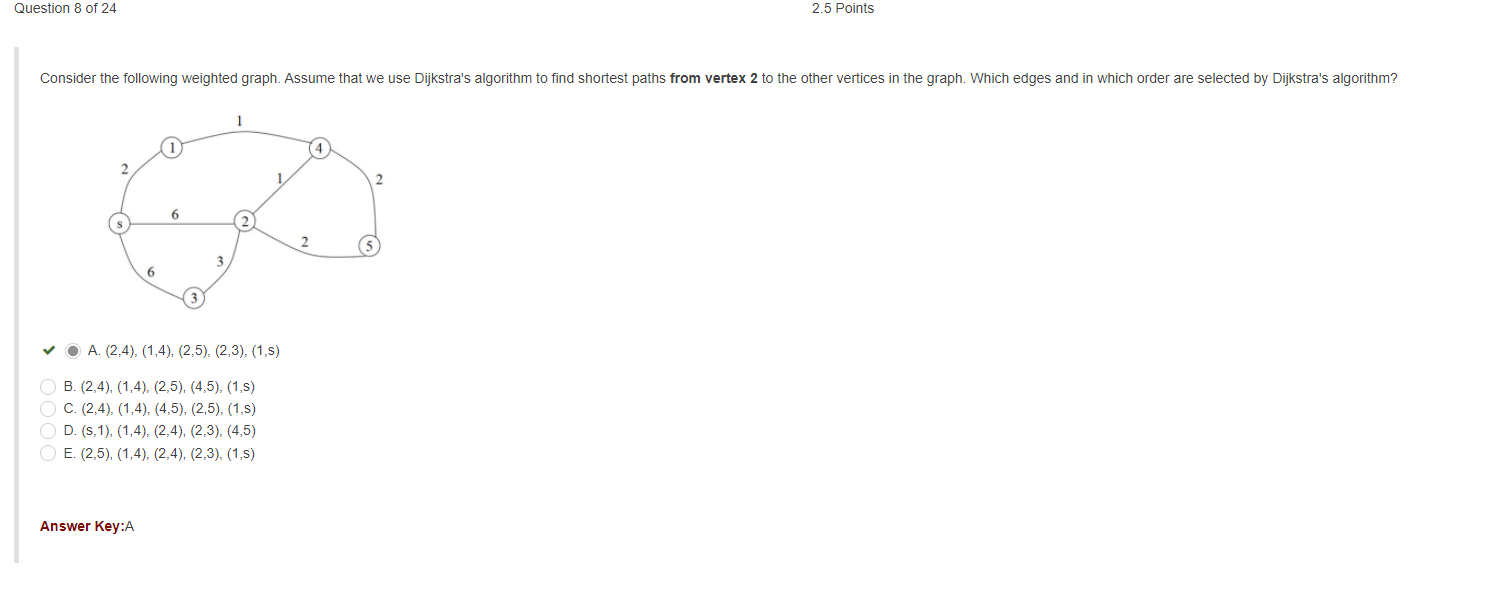 Question 8 of 24 2.5 Points
Consider the following weighted graph. Assume that we use Dijkstra's algorithm to find shortest paths from vertex 2 to the other vertices in the graph. Which edges and in which order are selected by Dijkstra's algorithm?
1
1
4
2
1
2
6
s
2
2
5
3
6
3
A. (2,4), (1,4), (2,5), (2,3), (1,s)
B. (2,4), (1,4), (2,5), (4,5), (1,s)
C. (2,4), (1,4), (4,5), (2,5), (1,s)
D. (s,1), (1,4), (2,4), (2,3), (4,5)
E. (2,5), (1,4), (2,4), (2,3), (1,s)
Answer Key:A